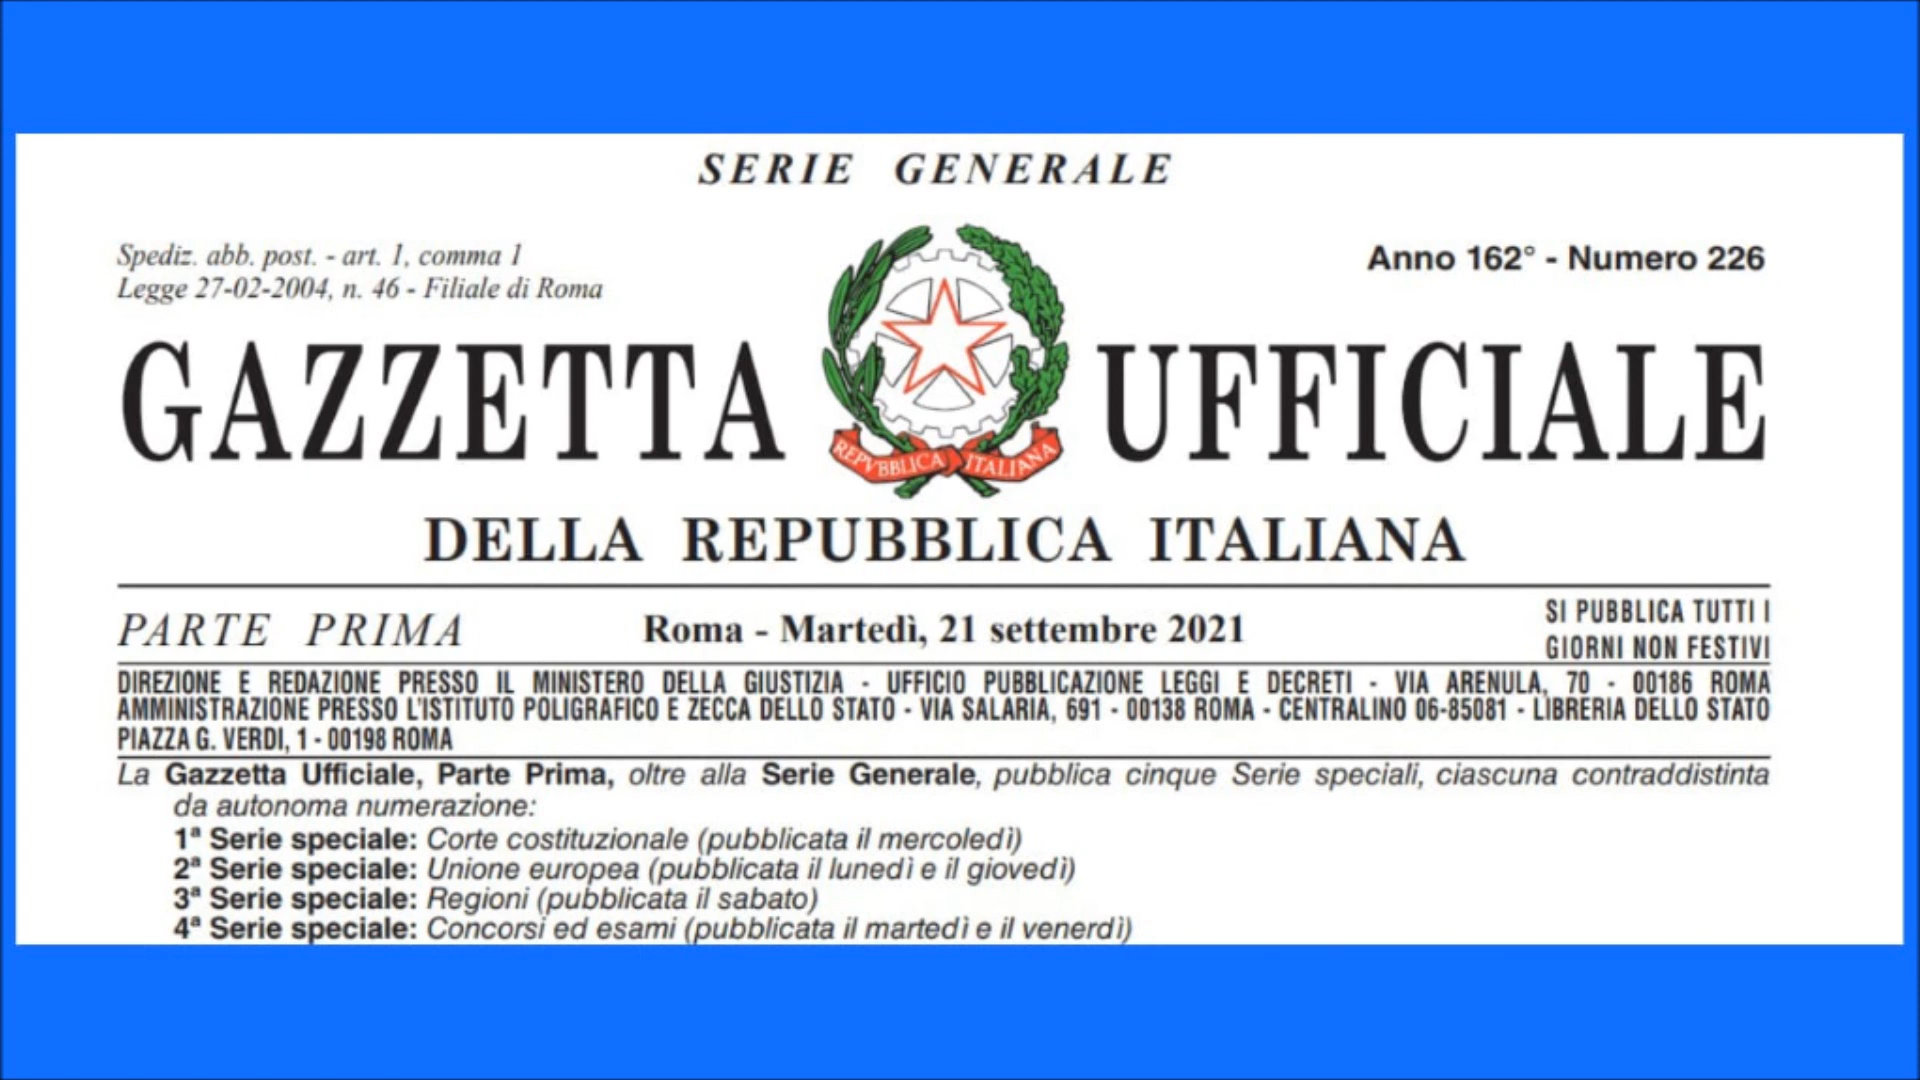 SERIE GENERALE
Spediz. abb. post. - art. 1, comma 1
Legge 27-02-2004, n. 46 - Filiale di Roma
Anno 162° - Numero 226
GAZZETTA UFFICIALE
REPVBBLICA ITALIANA
DELLA REPUBBLICA ITALIANA
PARTE PRIMA
Roma - Martedì, 21 settembre 2021
SI PUBBLICA TUTTI I
GIORNI NON FESTIVI
DIREZIONE E REDAZIONE PRESSO IL MINISTERO DELLA GIUSTIZIA - UFFICIO PUBBLICAZIONE LEGGI E DECRETI - VIA ARENULA, 70 - 00186 ROMA
AMMINISTRAZIONE PRESSO L'ISTITUTO POLIGRAFICO E ZECCA DELLO STATO - VIA SALARIA, 691 - 00138 ROMA - CENTRALINO 06-85081 - LIBRERIA DELLO STATO
PIAZZA G. VERDI, 1 - 00198 ROMA
La Gazzetta Ufficiale, Parte Prima, oltre alla Serie Generale, pubblica cinque Serie speciali, ciascuna contraddistinta
da autonoma numerazione:
1ª Serie speciale: Corte costituzionale (pubblicata il mercoledì)
2ª Serie speciale: Unione europea (pubblicata il lunedì e il giovedì)
3ª Serie speciale: Regioni (pubblicata il sabato)
4ª Serie speciale: Concorsi ed esami (pubblicata il martedì e il venerdì)